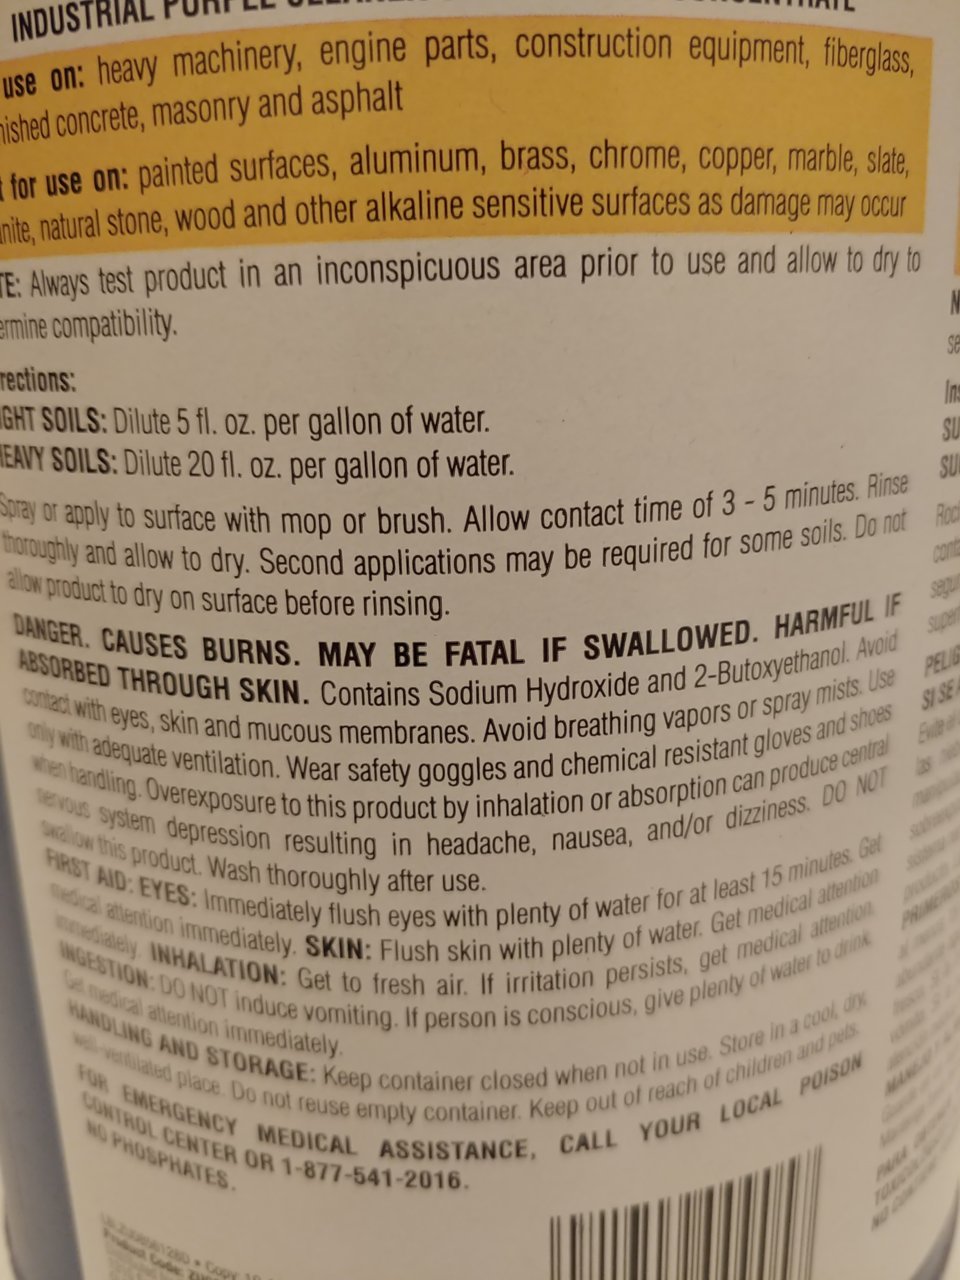 INDUSTRIAL PURPLE CLEANER
use on: heavy machinery, engine parts, construction equipment, fiberglass,
nished concrete, masonry and asphalt
t for use on: painted surfaces, aluminum, brass, chrome, copper, marble, slate,
anite, natural stone, wood and other alkaline sensitive surfaces as damage may occur
TE: Always test product in an inconspicuous area prior to use and allow to dry to
ermine compatibility.
rections:
IGHT SOILS: Dilute 5 fl. oz. per gallon of water.
HEAVY SOILS: Dilute 20 fl. oz. per gallon of water.
Spray or apply to surface with mop or brush. Allow contact time of 3 - 5 minutes. Rinse
thoroughly and allow to dry. Second applications may be required for some soils. Do not
allow product to dry on surface before rinsing.
DANGER. CAUSES BURNS. MAY BE FATAL IF SWALLOWED. HARMFUL IF
ABSORBED THROUGH SKIN. Contains Sodium Hydroxide and 2-Butoxyethanol. Avoid
contact with eyes, skin and mucous membranes. Avoid breathing vapors or spray mists. Use
only with adequate ventilation. Wear safety goggles and chemical resistant gloves and shoes
when handling. Overexposure to this product by inhalation or absorption can produce central
nervous system depression resulting in headache, nausea, and/or dizziness. DO NOT
swallow this product. Wash thoroughly after use.
FIRST AID: EYES: Immediately flush eyes with plenty of water for at least 15 minutes. Get
medical attention immediately. SKIN: Flush skin with plenty of water. Get medical attention
immediately. INHALATION: Get to fresh air. If irritation persists, get medical attention.
INGESTION: DO NOT induce vomiting. If person is conscious, give plenty of water to drink.
Get medical attention immediately.
HANDLING AND STORAGE: Keep container closed when not in use. Store in a cool, dry,
well-ventilated place. Do not reuse empty container. Keep out of reach of children and pets.
FOR EMERGENCY MEDICAL ASSISTANCE, CALL YOUR LOCAL POISON
CONTROL CENTER OR 1-877-541-2016.
NO PHOSPHATES.